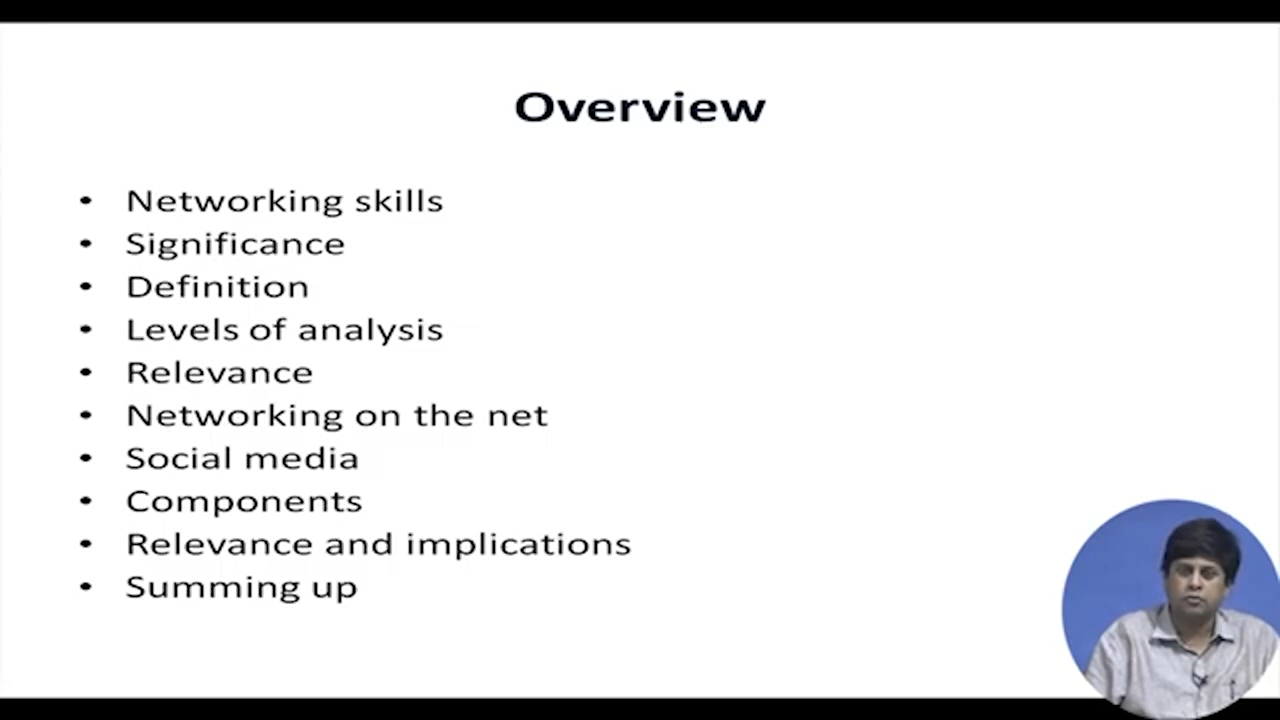 Overview
• Networking skills
• Significance
• Definition
• Levels of analysis
• Relevance
• Networking on the net
• Social media
• Components
• Relevance and implications
• Summing up